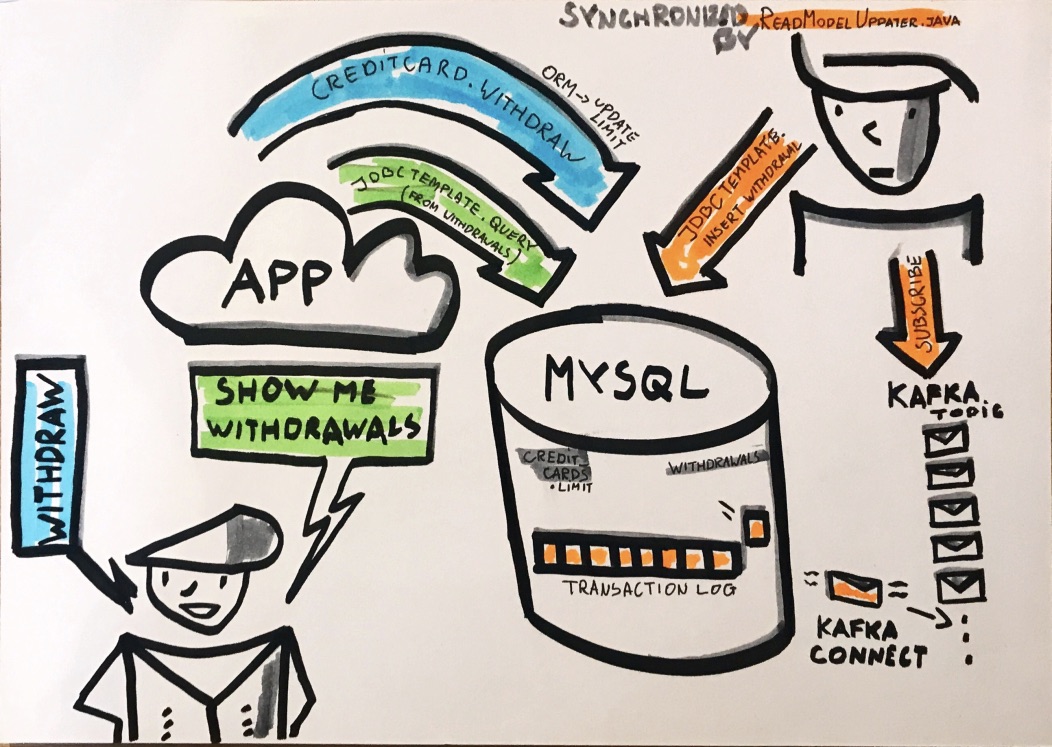 SYNCHRONIZED
BY READMODELUPDATER.JAVA
CREDITCARD.WITHDRAW
ORM → UPDATE
LIMIT
JDBCTEMPLATE.QUERY
(FROM WITHDRAWALS)
JDBCTEMPLATE.
INSERT WITHDRAWAL
APP
SUBSCRIBE
MYSQL
KAFKA
TOPIC
WITHDRAW
SHOW ME
WITHDRAWALS
CREDIT
CARDS
• LIMIT
WITHDRAWALS
TRANSACTION LOG
KAFKA
CONNECT